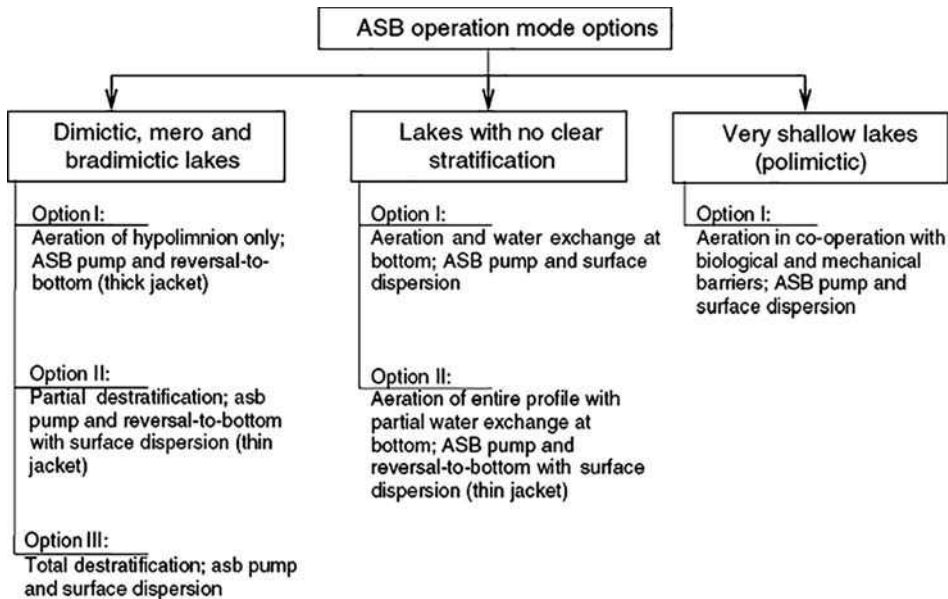 ASB operation mode options
Dimictic, mero and
bradimictic lakes
Option I:
Aeration of hypolimnion only;
ASB pump and reversal-to-
bottom (thick jacket)
Option II:
Partial destratification; asb
pump and reversal-to-bottom
with surface dispersion (thin
jacket)
Option III:
Total destratification; asb pump
and surface dispersion
Lakes with no clear
stratification
Option I:
Aeration and water exchange at
bottom; ASB pump and surface
dispersion
Option II:
Aeration of entire profile with
partial water exchange at
bottom; ASB pump and
reversal-to-bottom with surface
dispersion (thin jacket)
Very shallow lakes
(polimictic)
Option I:
Aeration in co-operation with
biological and mechanical
barriers; ASB pump and
surface dispersion